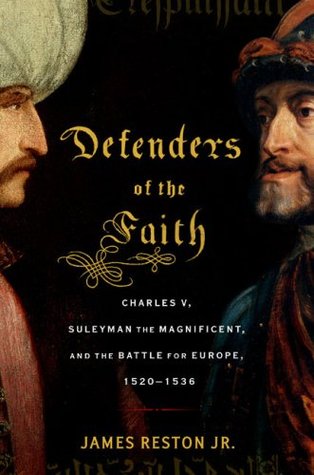 Defenders
of the
Faith
CHARLES V,
SULEYMAN THE MAGNIFICENT,
AND THE BATTLE FOR EUROPE,
1520–1536
JAMES RESTON JR.